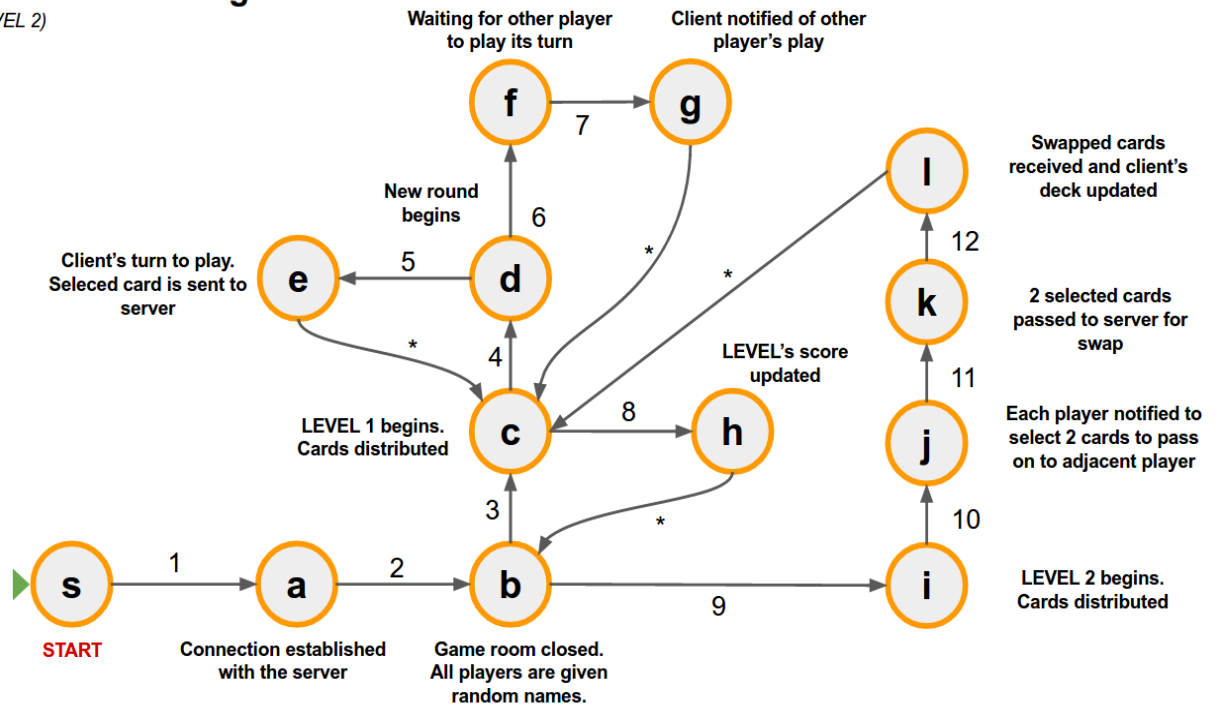 VEL 2)
Waiting for other player
to play its turn
Client notified of other
player's play
f
g
7
Swapped cards
received and client's
deck updated
l
New round
begins
6
*
*
12
Client's turn to play.
Seleced card is sent to
server
e
5
d
k
2 selected cards
passed to server for
swap
*
4
LEVEL's score
updated
11
LEVEL 1 begins.
Cards distributed
c
8
h
j
Each player notified to
select 2 cards to pass
on to adjacent player
3
*
10
s
1
a
2
b
9
i
LEVEL 2 begins.
Cards distributed
START
Connection established
with the server
Game room closed.
All players are given
random names.